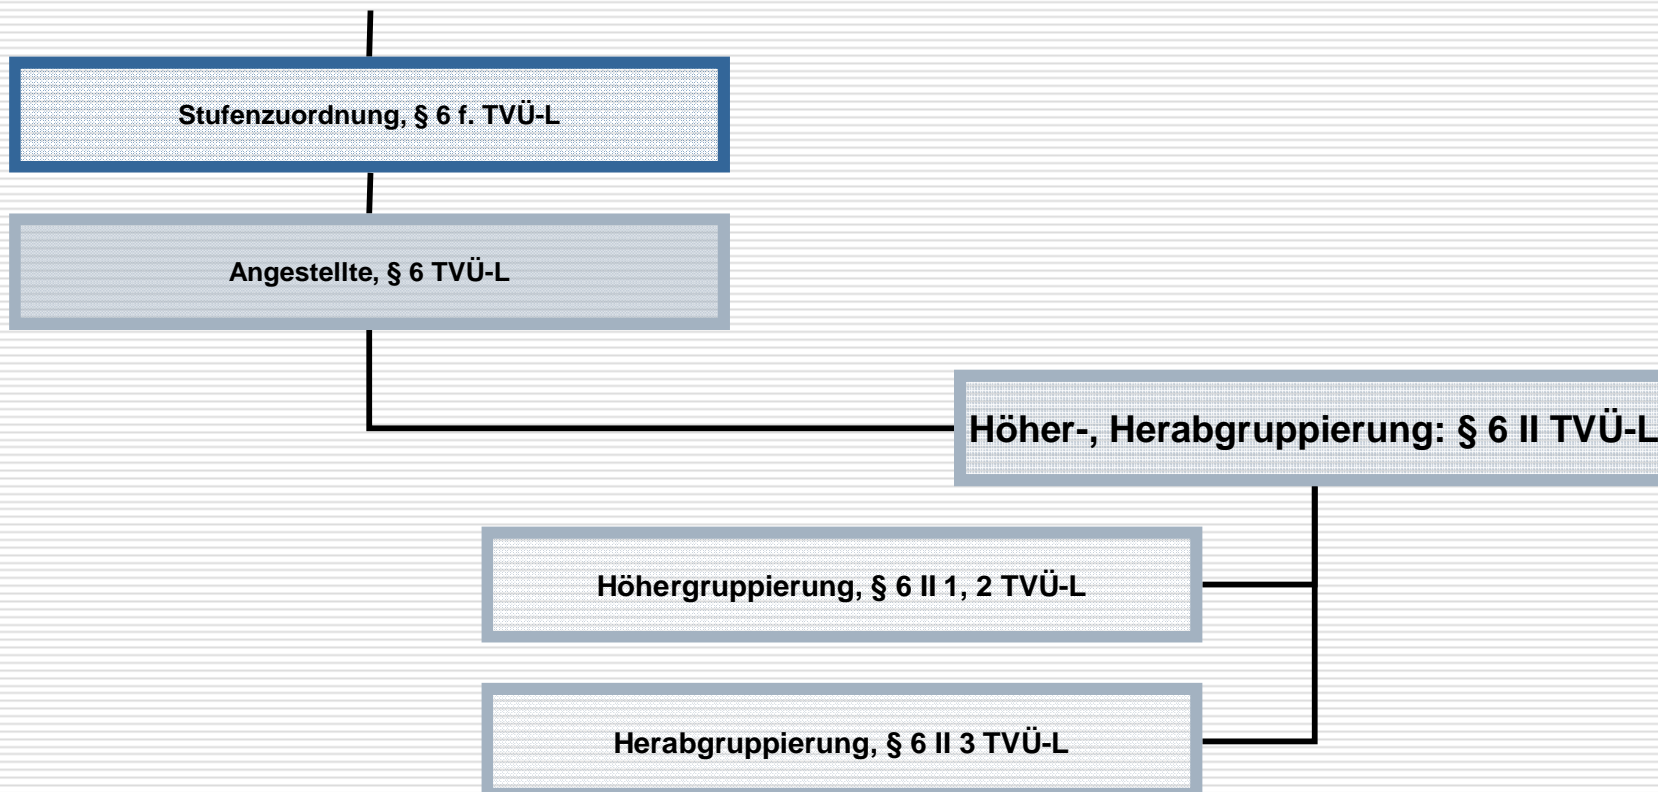 Stufenzuordnung, § 6 f. TVÜ-L
Angestellte, § 6 TVÜ-L
Höher-, Herabgruppierung: § 6 II TVÜ-L
Höhergruppierung, § 6 II 1, 2 TVÜ-L
Herabgruppierung, § 6 II 3 TVÜ-L